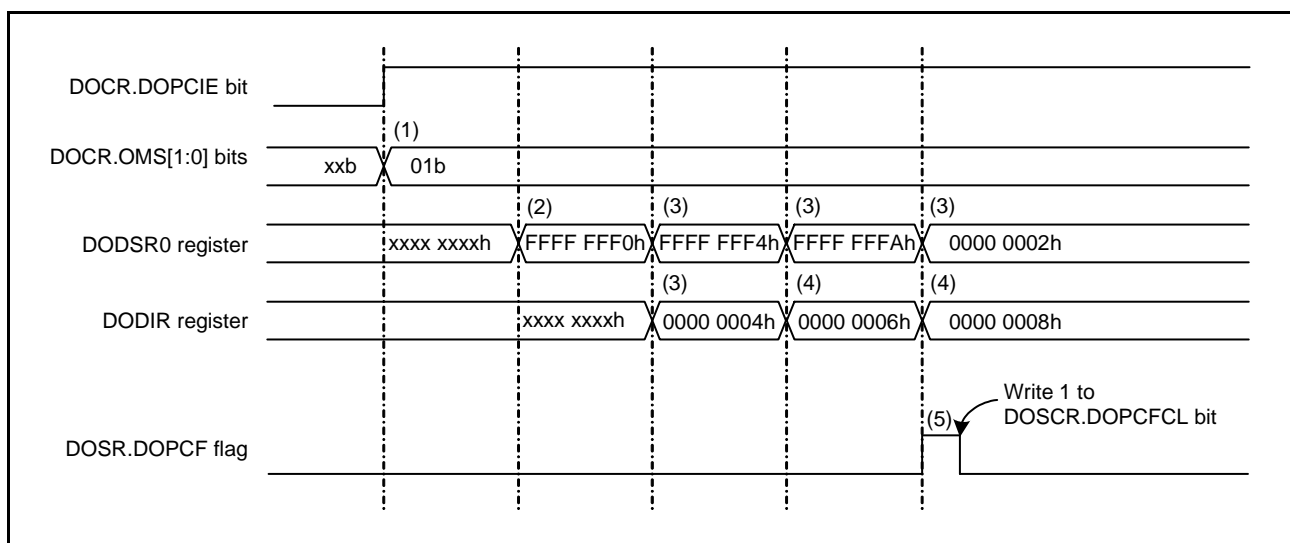 DOCR.DOPCIE bit
(1)
DOCR.OMS[1:0] bits
xxb
01b
(2) (3) (3) (3)
DODSR0 register
xxxx xxxxh FFFF FFF0h FFFF FFF4h FFFF FFFAh 0000 0002h
(3) (4) (4)
DODIR register
xxxx xxxxh 0000 0004h 0000 0006h 0000 0008h
Write 1 to
DOSCR.DOPCFCL bit
(5)
DOSR.DOPCF flag